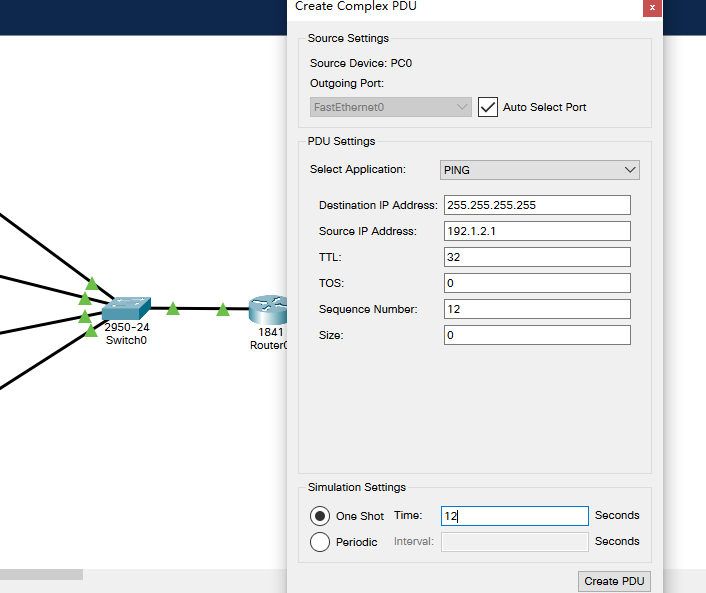 Create Complex PDU
x
Source Settings
Source Device: PC0
Outgoing Port:
FastEthernet0
Auto Select Port
PDU Settings
Select Application: PING
Destination IP Address: 255.255.255.255
Source IP Address: 192.1.2.1
TTL: 32
TOS: 0
Sequence Number: 12
Size: 0
2950-24
Switch0
1841
Router0
Simulation Settings
One Shot Time: 12 Seconds
Periodic Interval: Seconds
Create PDU